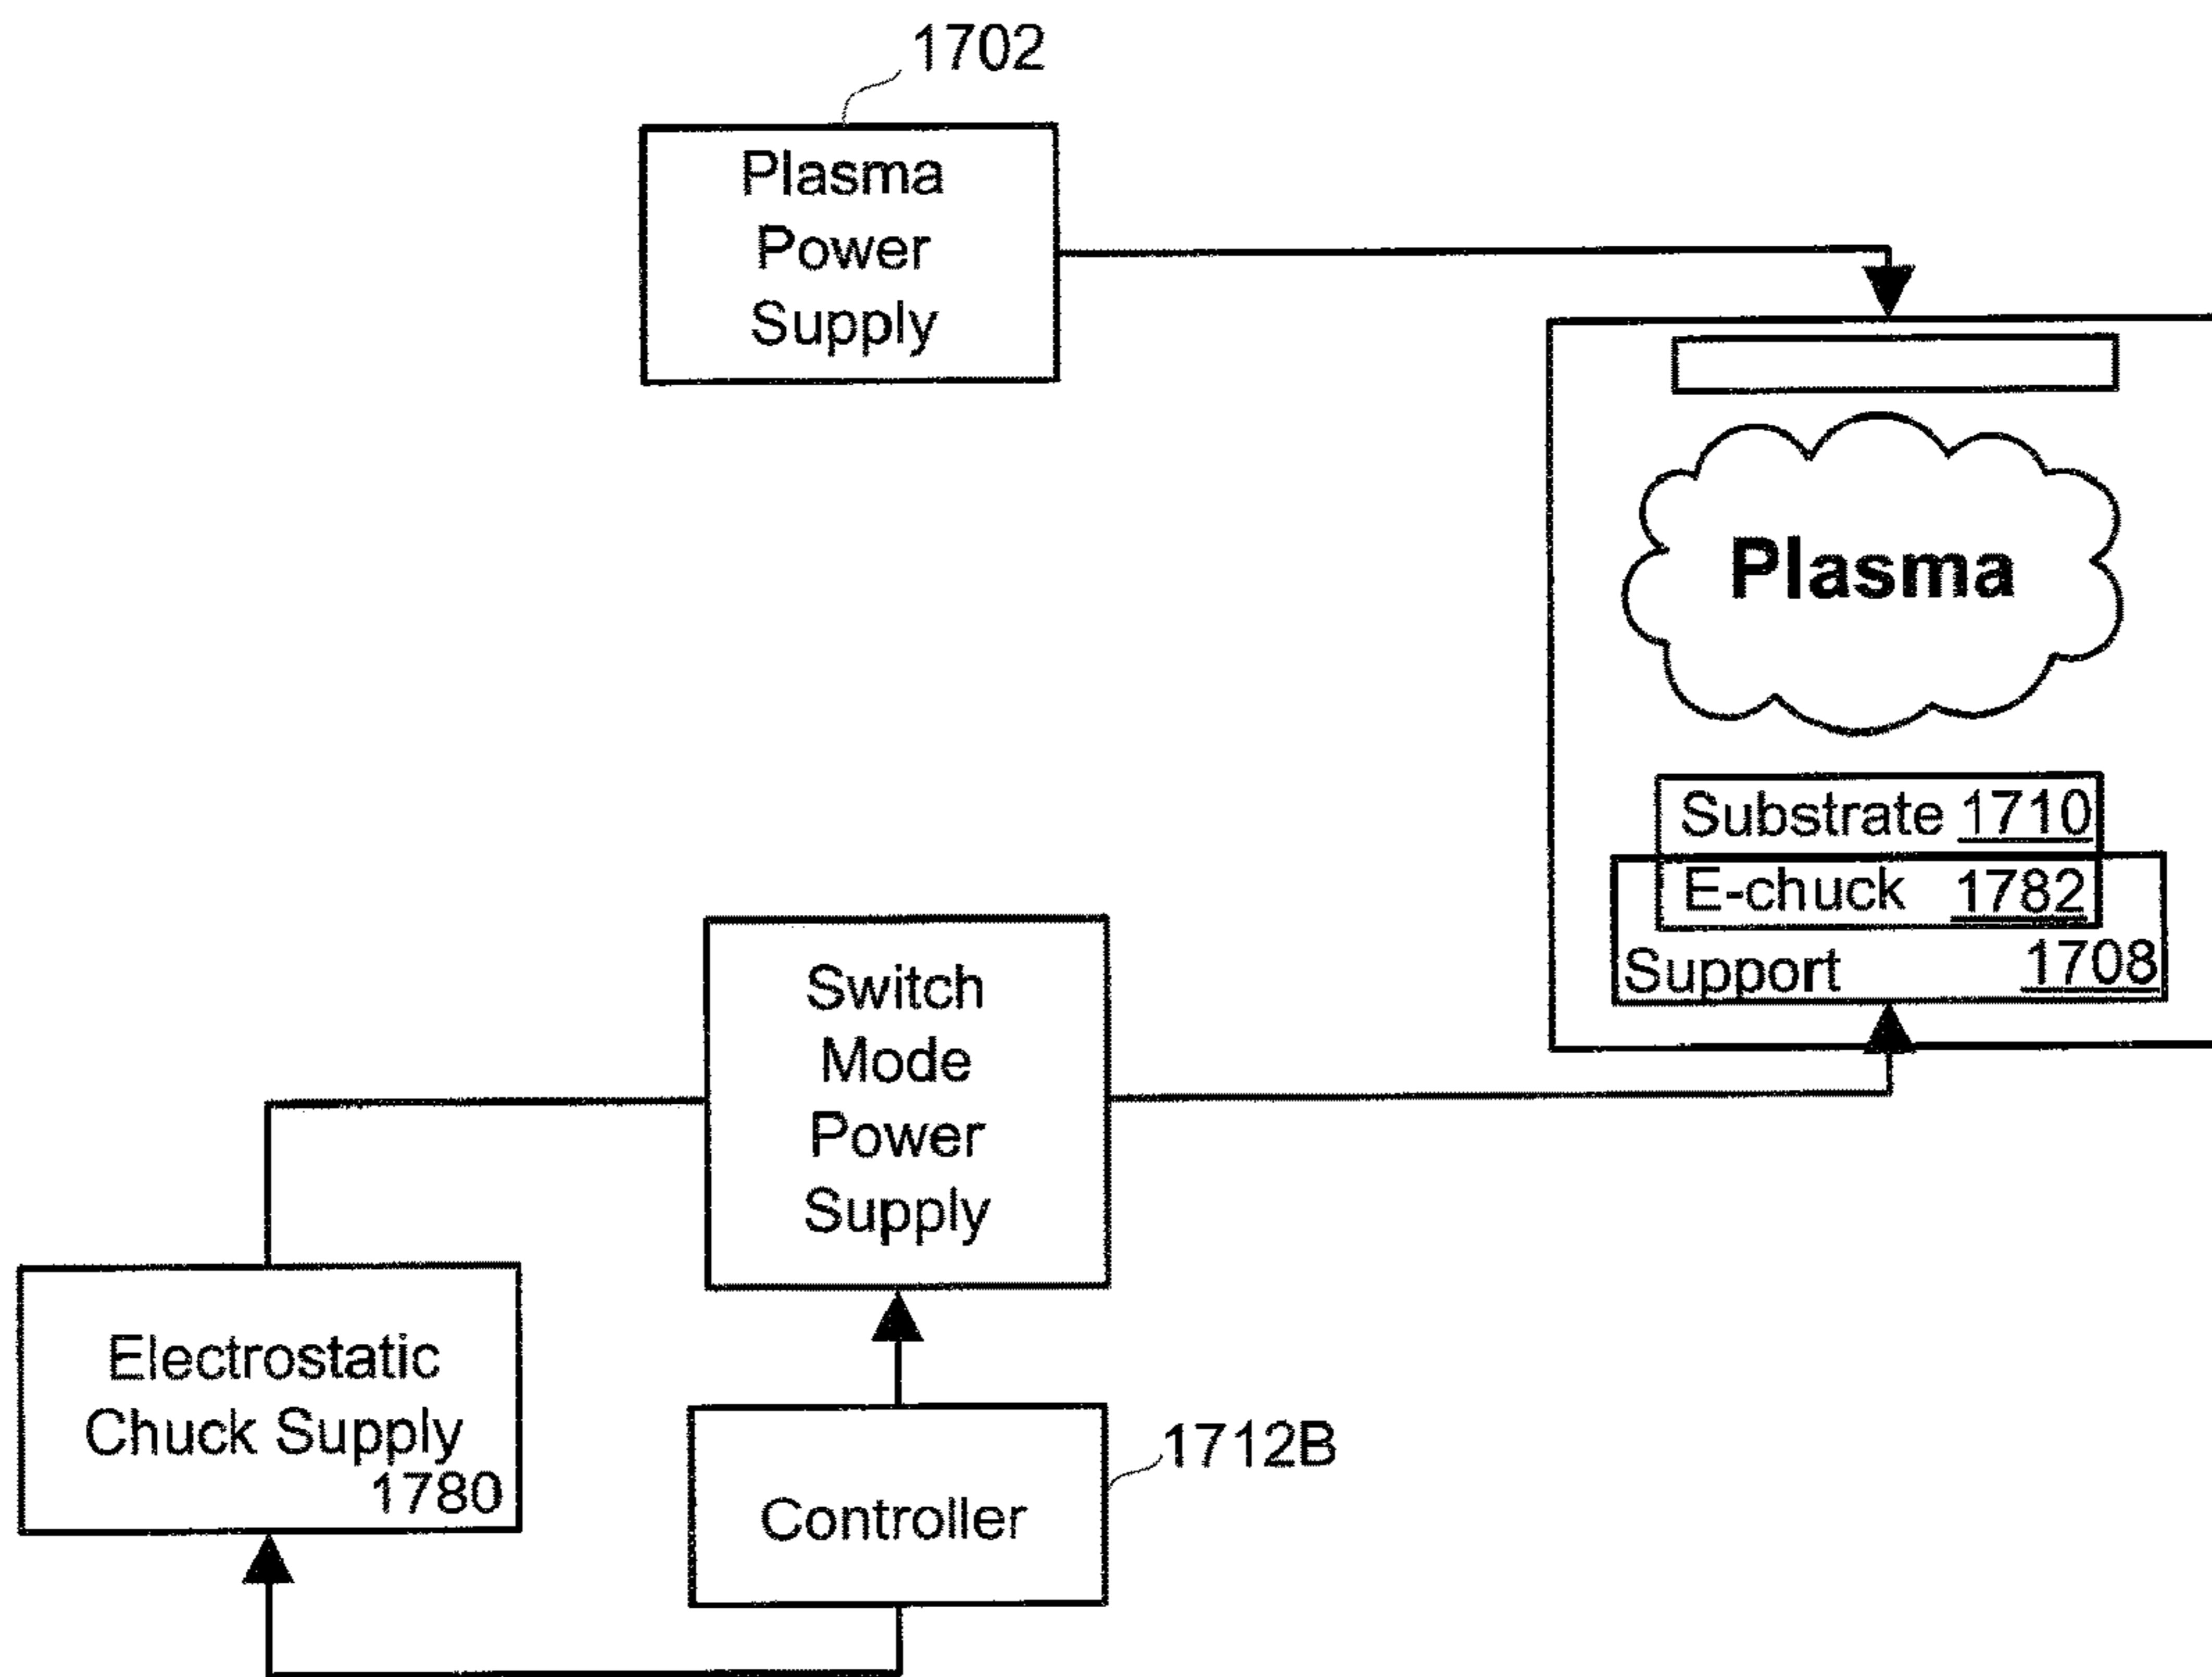 1702
Plasma
Power
Supply
Plasma
Substrate 1710
E-chuck 1782
Support 1708
Switch
Mode
Power
Supply
Electrostatic
Chuck Supply
1780
Controller
1712B